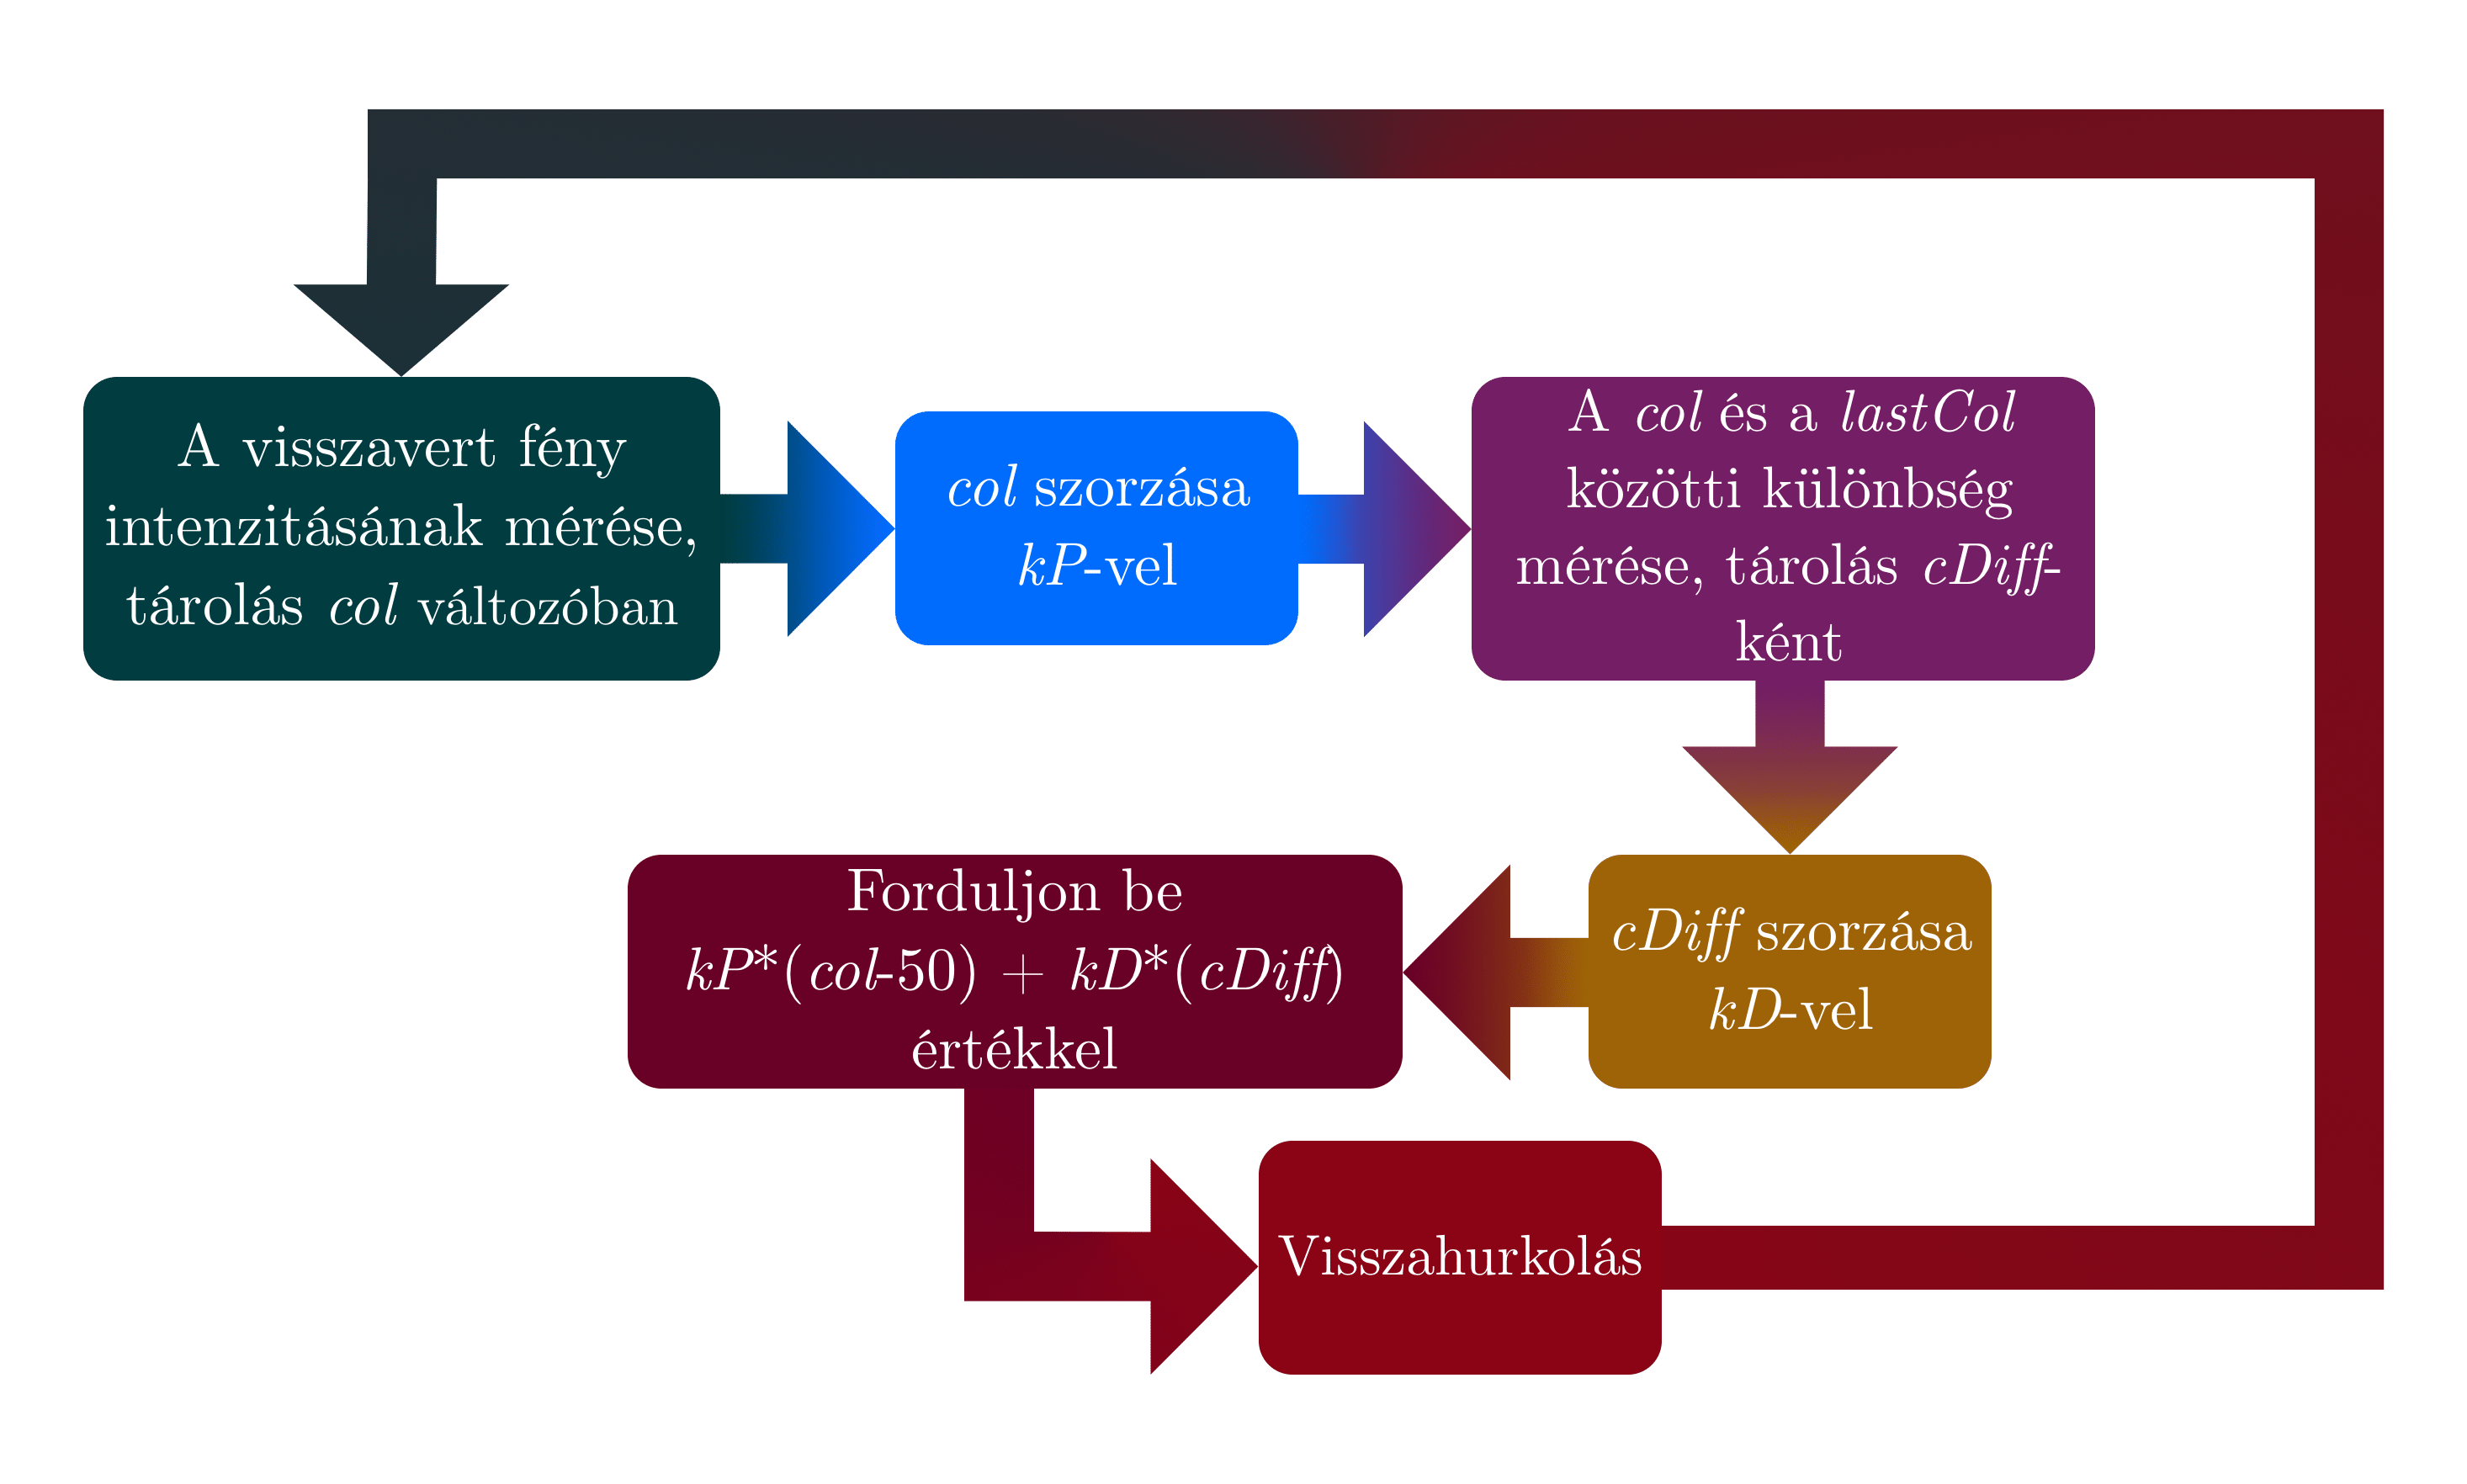 A visszavert fény
intenzitásának mérése,
tárolás col változóban
col szorzása
kP-vel
A col és a lastCol
közötti különbség
mérése, tárolás cDiff-
ként
cDiff szorzása
kD-vel
Forduljon be
kP*(col-50) + kD*(cDiff)
értékkel
Visszahurkolás